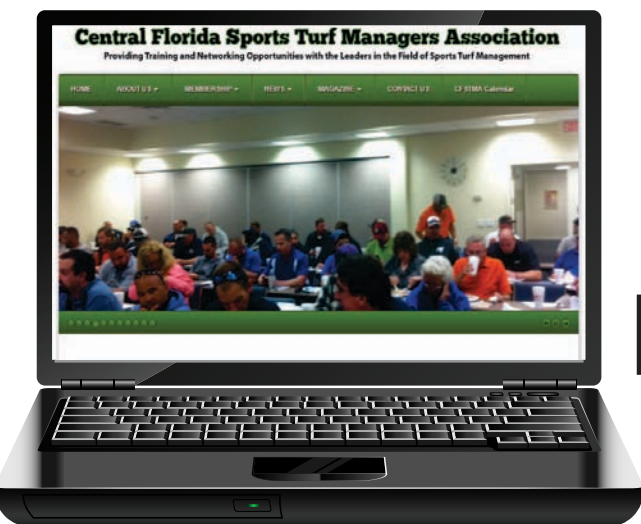 Central Florida Sports Turf Managers Association
Providing Training and Networking Opportunities with the Leaders in the Field of Sports Turf Management
HOME ABOUT US MEMBERSHIP NEWS MAGAZINE CONTACT US CFSTMA Calendar